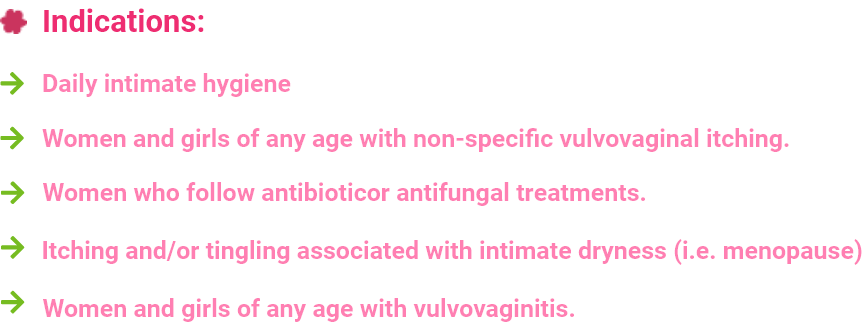 Indications:
Daily intimate hygiene
Women and girls of any age with non-specific vulvovaginal itching.
Women who follow antibioticor antifungal treatments.
Itching and/or tingling associated with intimate dryness (i.e. menopause)
Women and girls of any age with vulvovaginitis.